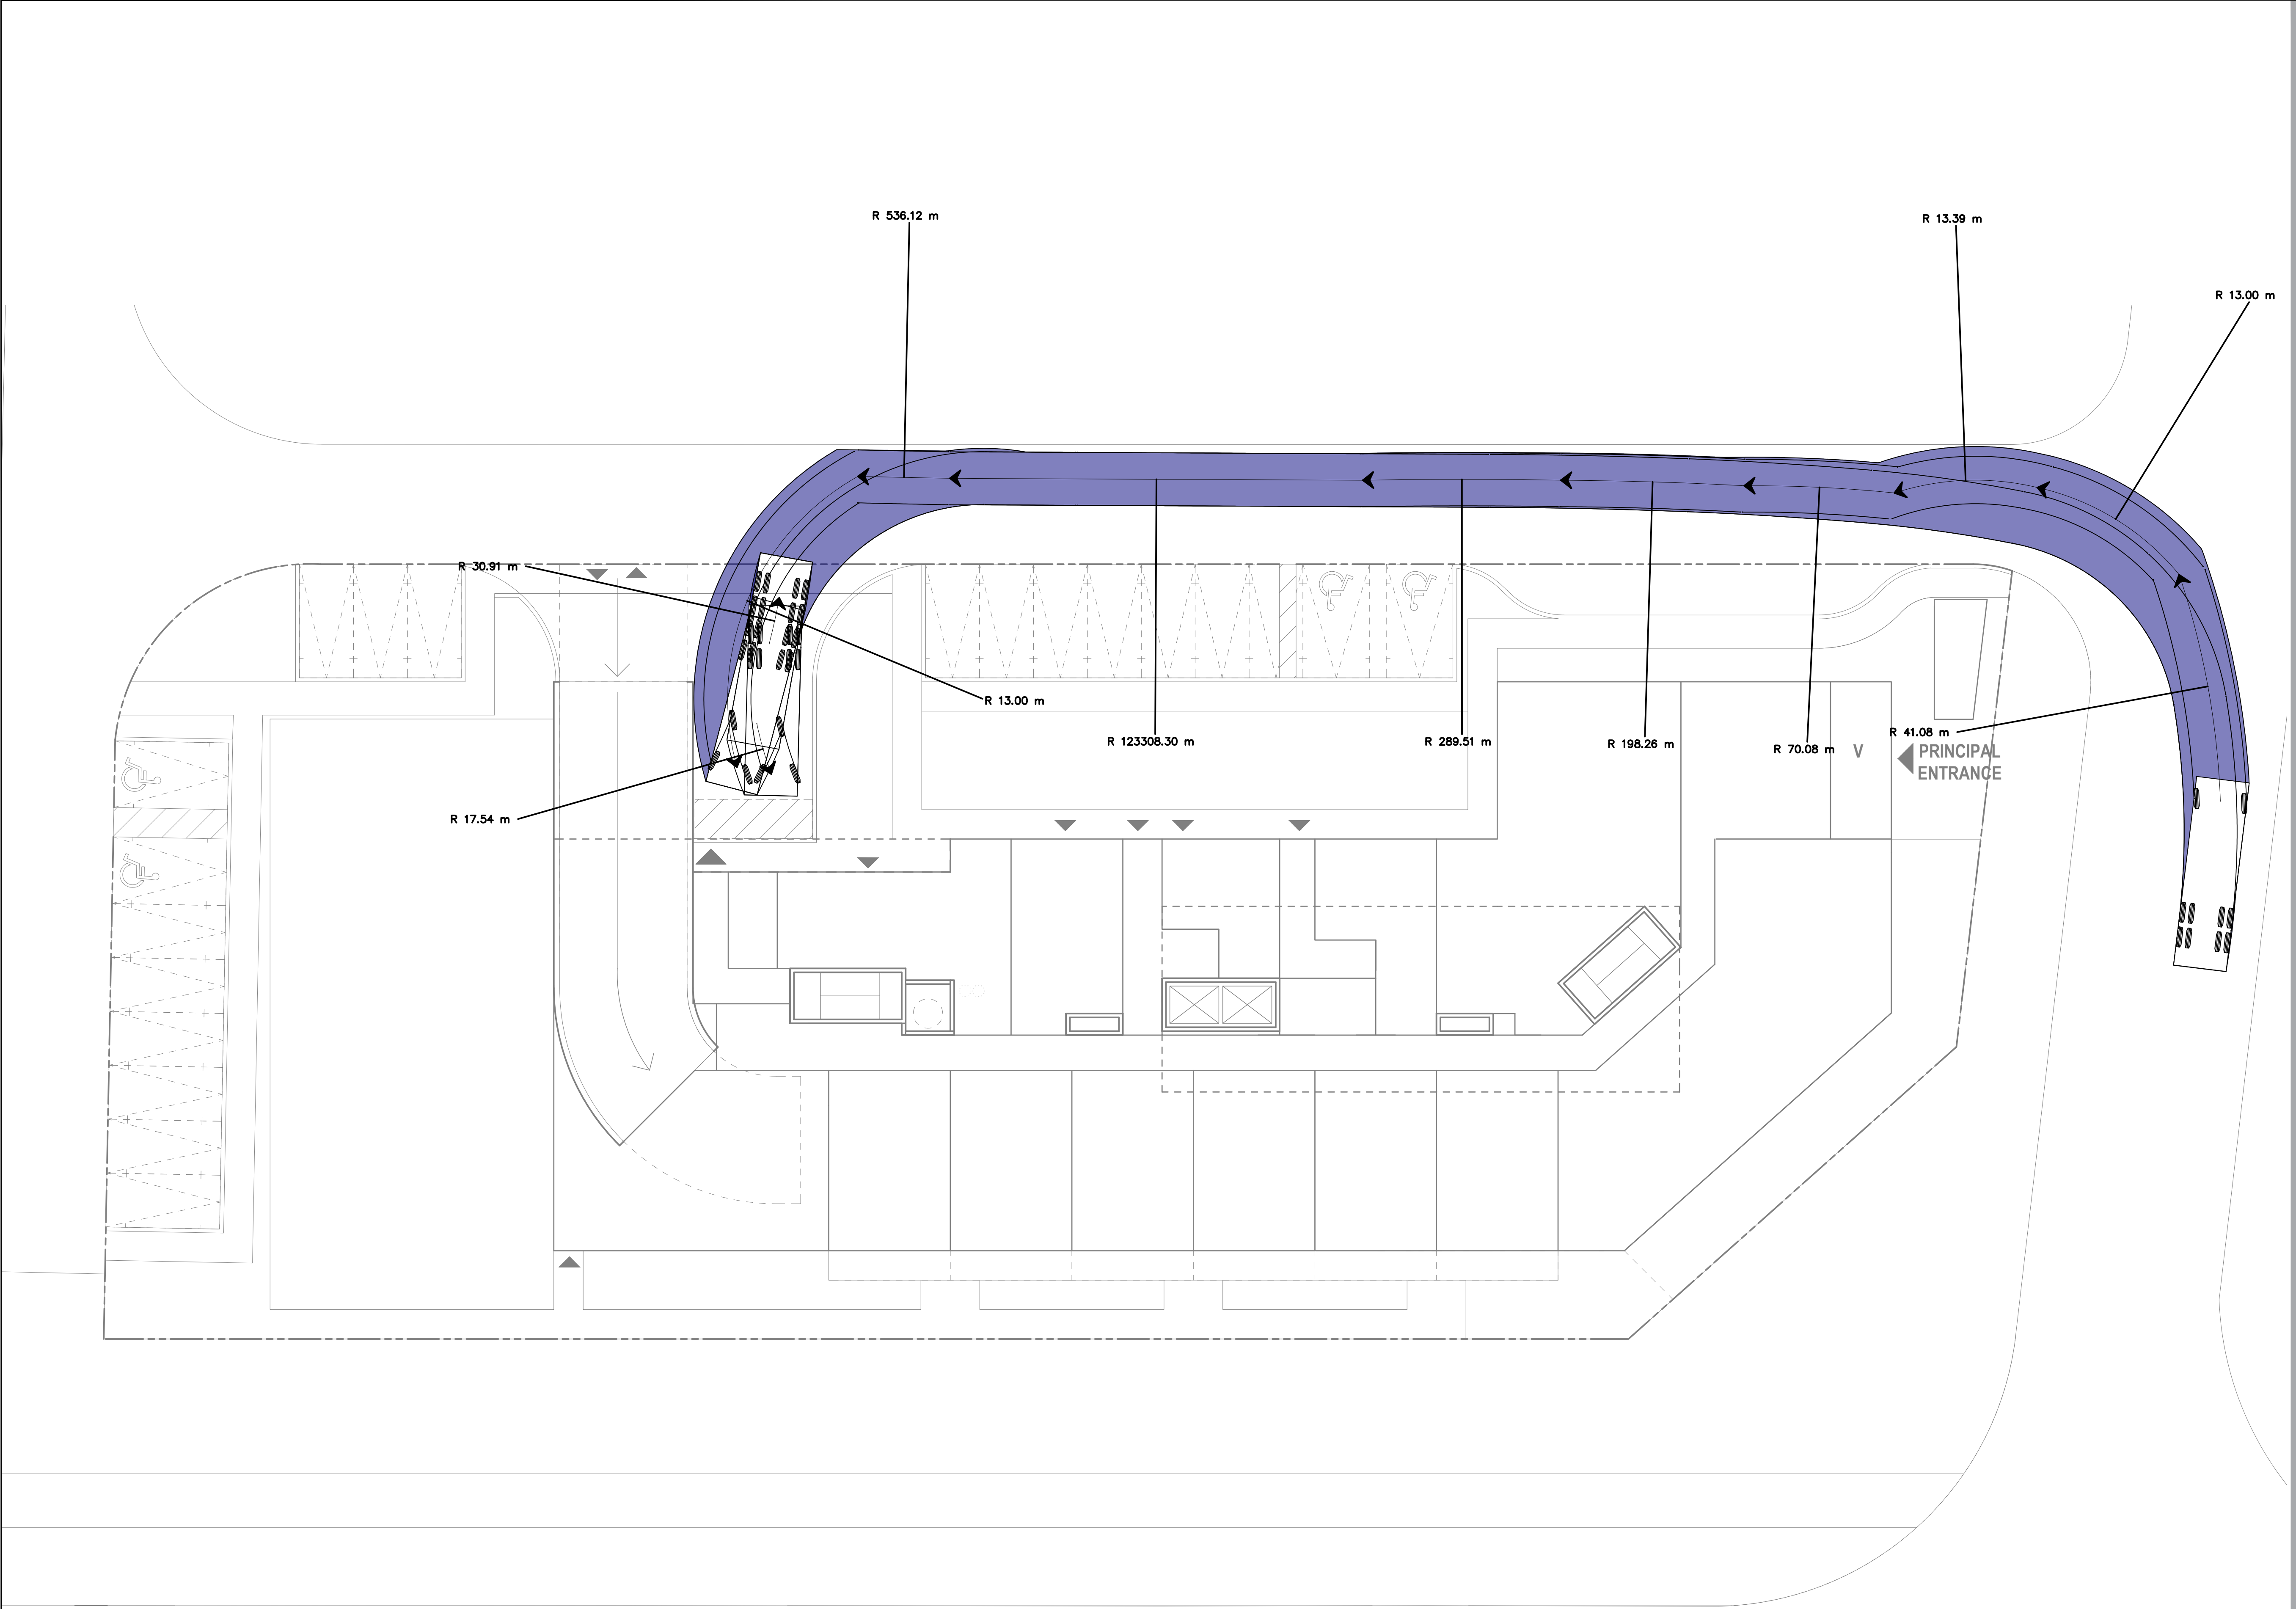 R 536.12 m
R 13.39 m
R 13.00 m
R 30.91 m
R 13.00 m
R 123308.30 m
R 289.51 m
R 198.26 m
R 70.08 m
R 41.08 m
V
PRINCIPAL
ENTRANCE
R 17.54 m